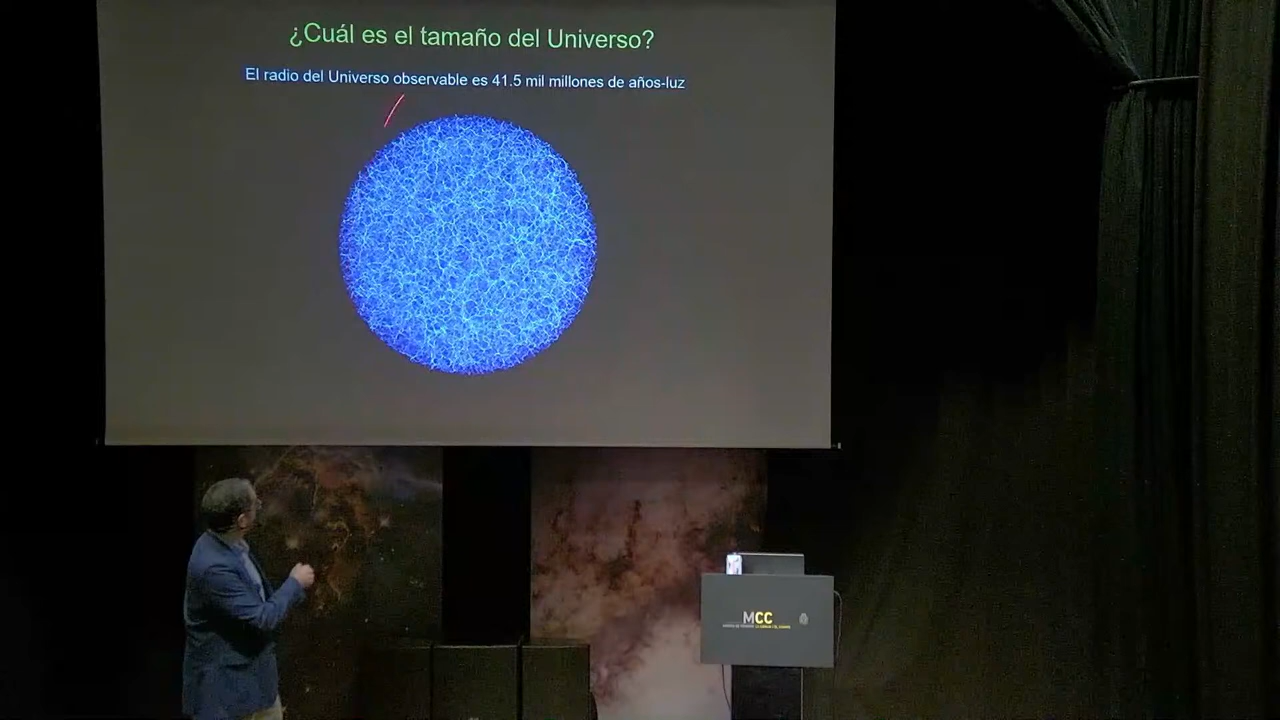 ¿Cuál es el tamaño del Universo?
El radio del Universo observable es 41.5 mil millones de años-luz
MCC